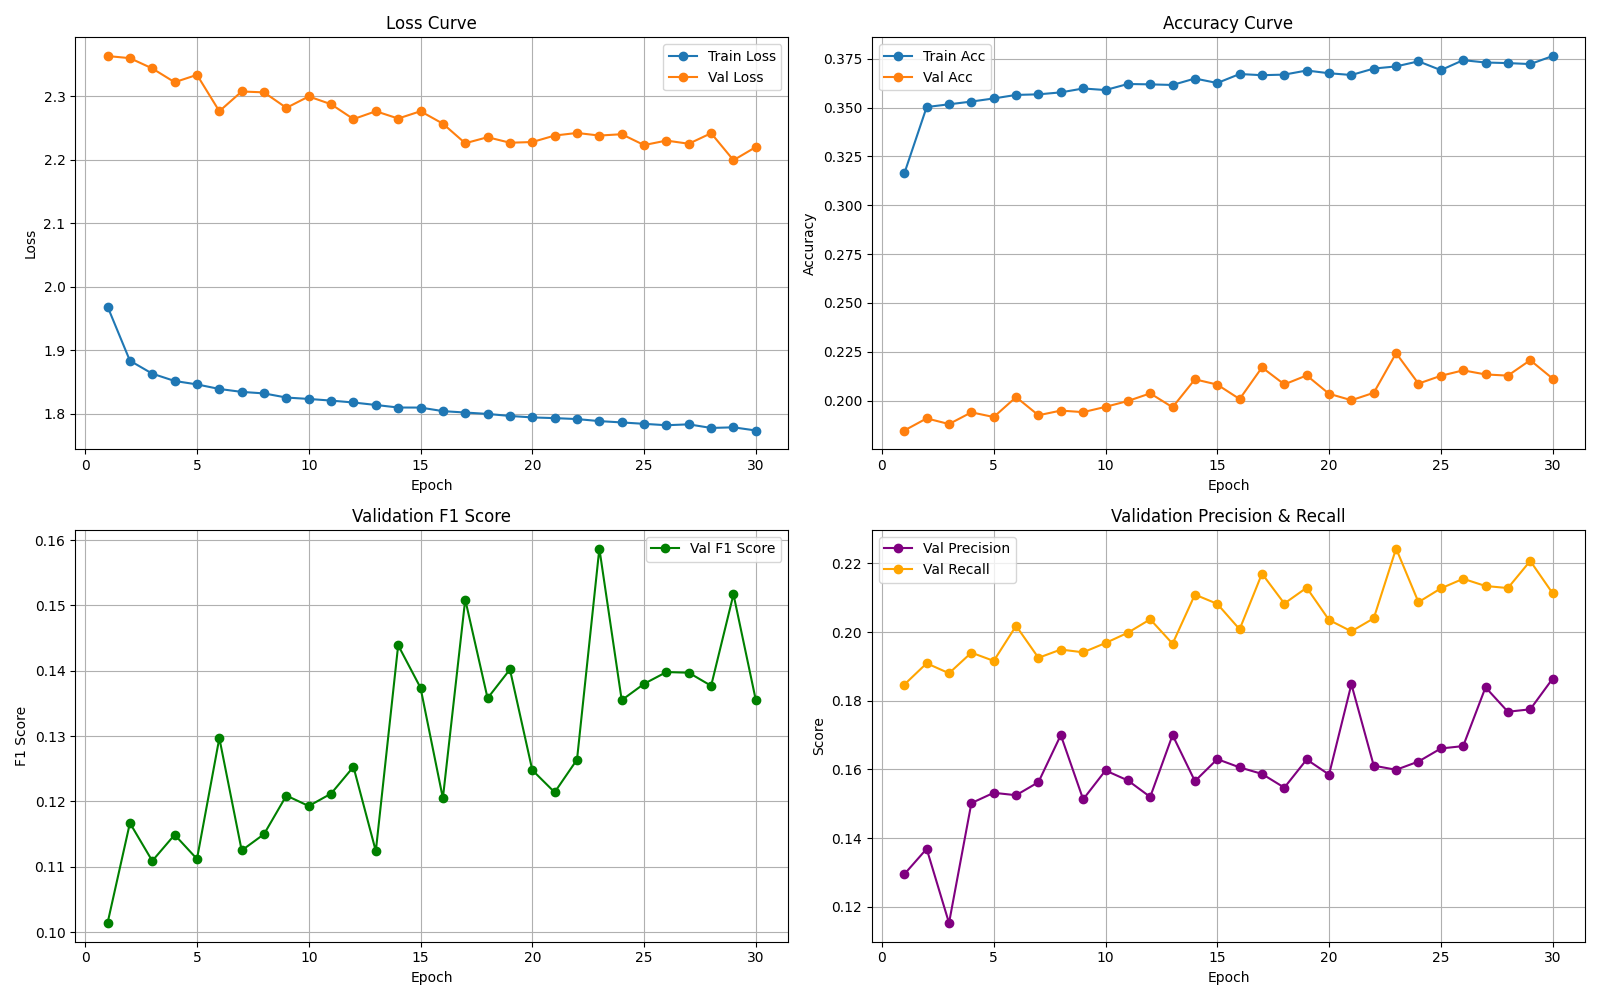 Loss Curve
Train Loss
Val Loss
Loss
2.3
2.2
2.1
2.0
1.9
1.8
0 5 10 15 20 25 30
Epoch
Accuracy Curve
Train Acc
Val Acc
Accuracy
0.375
0.350
0.325
0.300
0.275
0.250
0.225
0.200
0 5 10 15 20 25 30
Epoch
Validation F1 Score
Val F1 Score
F1 Score
0.16
0.15
0.14
0.13
0.12
0.11
0.10
0 5 10 15 20 25 30
Epoch
Validation Precision & Recall
Val Precision
Val Recall
Score
0.22
0.20
0.18
0.16
0.14
0.12
0 5 10 15 20 25 30
Epoch